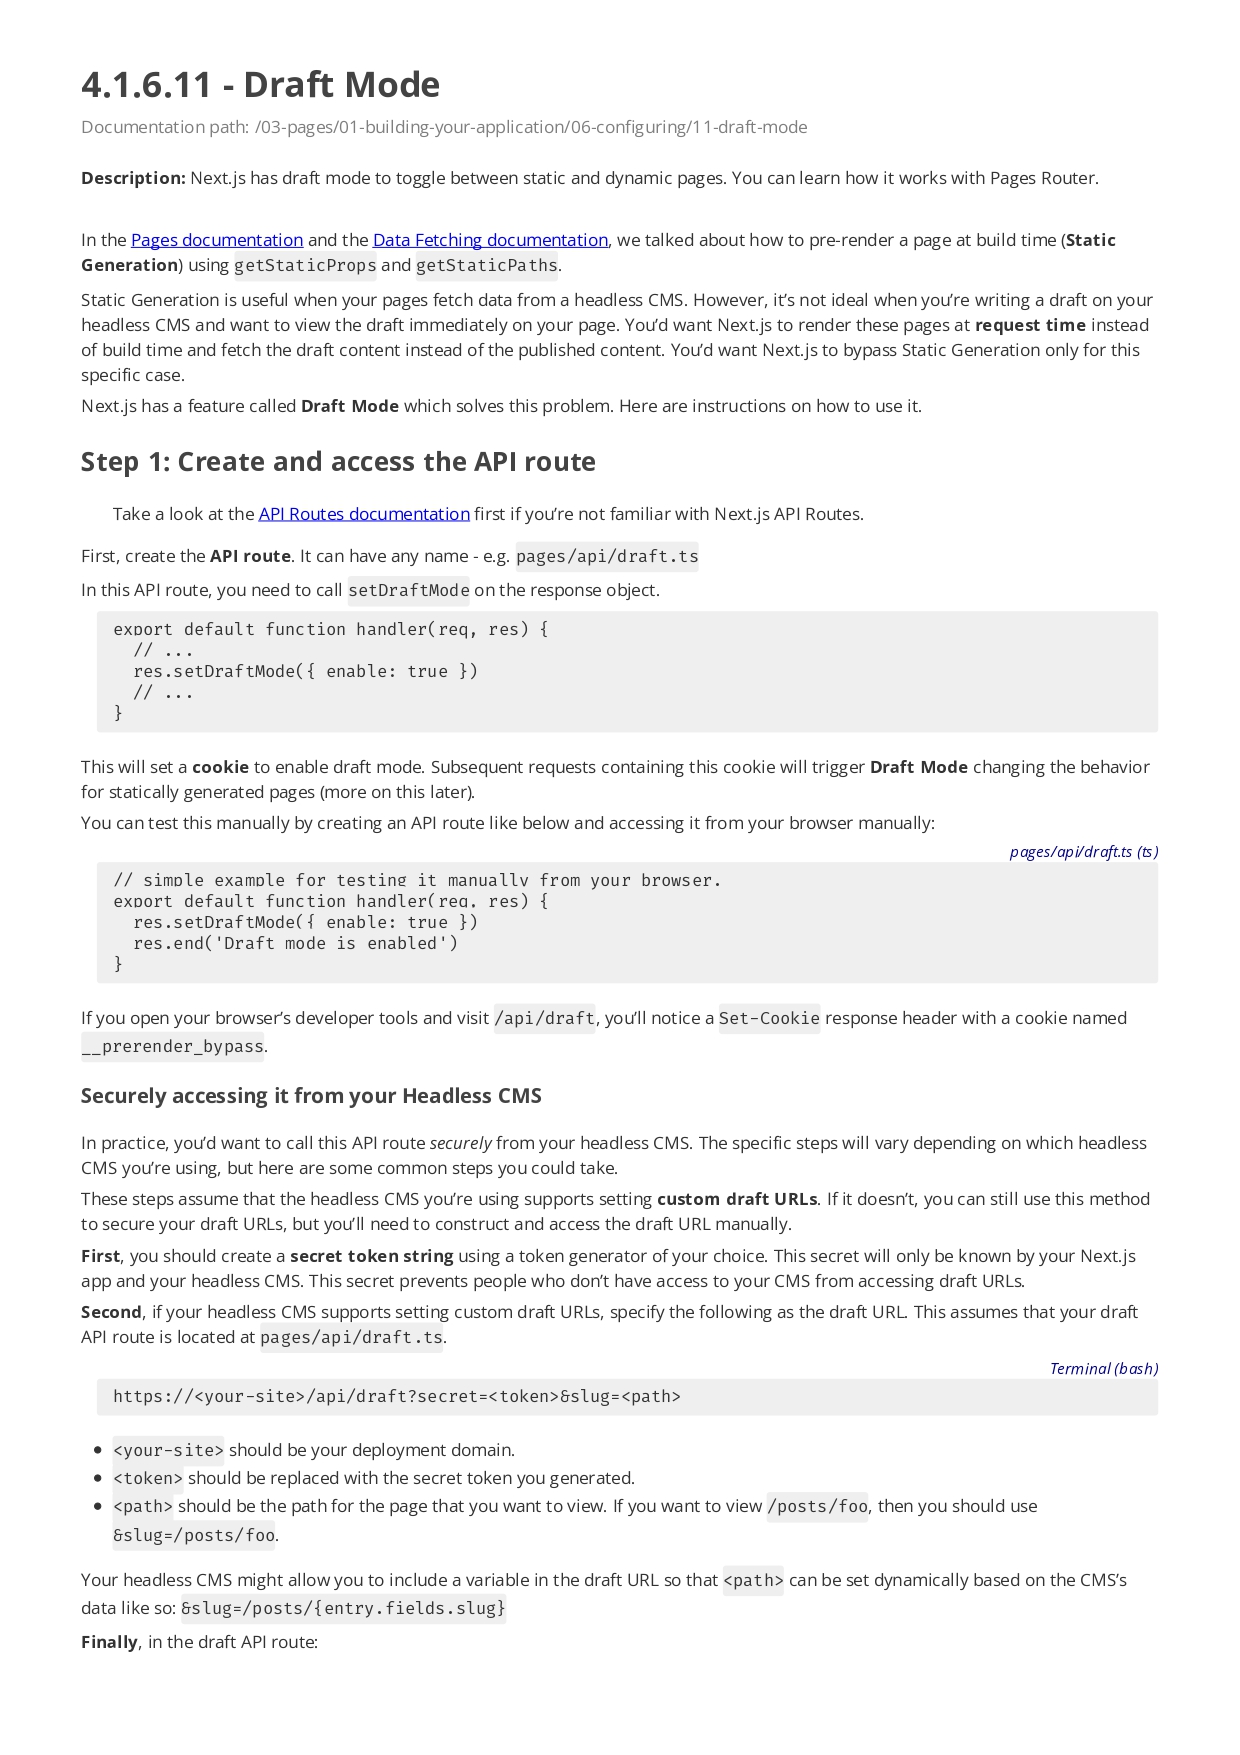 4.1.6.11 - Draft Mode
Documentation path: /03-pages/01-building-your-application/06-configuring/11-draft-mode
Description: Next.js has draft mode to toggle between static and dynamic pages. You can learn how it works with Pages Router.
In the Pages documentation and the Data Fetching documentation, we talked about how to pre-render a page at build time (Static
Generation) using getStaticProps and getStaticPaths.
Static Generation is useful when your pages fetch data from a headless CMS. However, it’s not ideal when you’re writing a draft on your
headless CMS and want to view the draft immediately on your page. You’d want Next.js to render these pages at request time instead
of build time and fetch the draft content instead of the published content. You’d want Next.js to bypass Static Generation only for this
specific case.
Next.js has a feature called Draft Mode which solves this problem. Here are instructions on how to use it.
Step 1: Create and access the API route
Take a look at the API Routes documentation first if you’re not familiar with Next.js API Routes.
First, create the API route. It can have any name - e.g. pages/api/draft.ts
In this API route, you need to call setDraftMode on the response object.
export default function handler(req, res) {
  // ...
  res.setDraftMode({ enable: true })
  // ...
}
This will set a cookie to enable draft mode. Subsequent requests containing this cookie will trigger Draft Mode changing the behavior
for statically generated pages (more on this later).
You can test this manually by creating an API route like below and accessing it from your browser manually:
pages/api/draft.ts (ts)
// simple example for testing it manually from your browser.
export default function handler(req, res) {
  res.setDraftMode({ enable: true })
  res.end('Draft mode is enabled')
}
If you open your browser’s developer tools and visit /api/draft, you’ll notice a Set-Cookie response header with a cookie named
__prerender_bypass.
Securely accessing it from your Headless CMS
In practice, you’d want to call this API route securely from your headless CMS. The specific steps will vary depending on which headless
CMS you’re using, but here are some common steps you could take.
These steps assume that the headless CMS you’re using supports setting custom draft URLs. If it doesn’t, you can still use this method
to secure your draft URLs, but you’ll need to construct and access the draft URL manually.
First, you should create a secret token string using a token generator of your choice. This secret will only be known by your Next.js
app and your headless CMS. This secret prevents people who don’t have access to your CMS from accessing draft URLs.
Second, if your headless CMS supports setting custom draft URLs, specify the following as the draft URL. This assumes that your draft
API route is located at pages/api/draft.ts.
Terminal (bash)
https://<your-site>/api/draft?secret=<token>&slug=<path>
• <your-site> should be your deployment domain.
• <token> should be replaced with the secret token you generated.
• <path> should be the path for the page that you want to view. If you want to view /posts/foo, then you should use
&slug=/posts/foo.
Your headless CMS might allow you to include a variable in the draft URL so that <path> can be set dynamically based on the CMS’s
data like so: &slug=/posts/{entry.fields.slug}
Finally, in the draft API route: